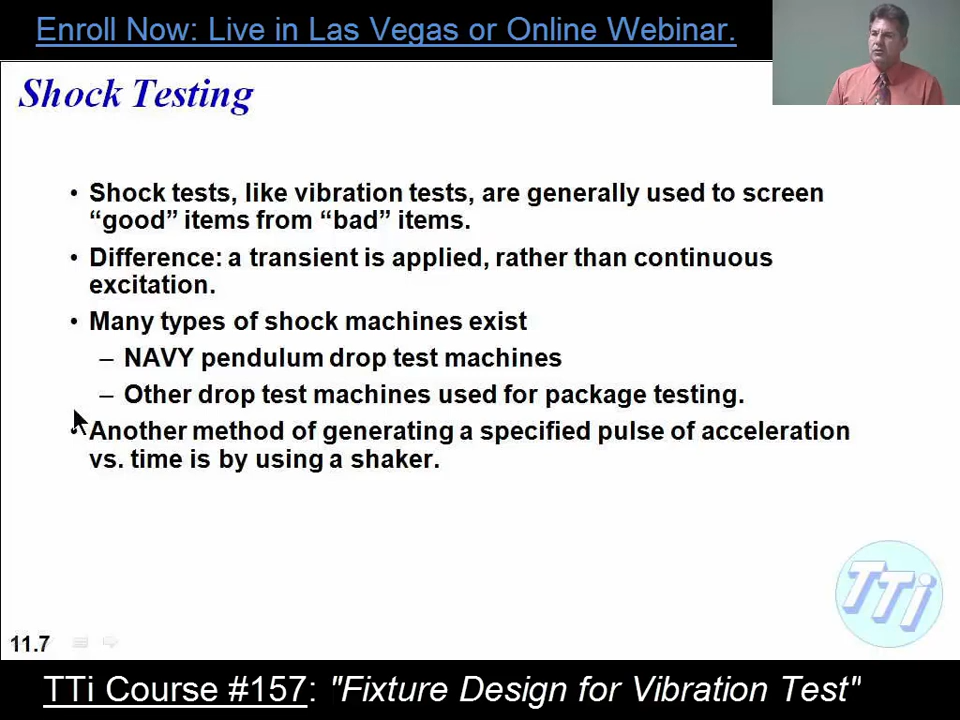 Enroll Now: Live in Las Vegas or Online Webinar.
Shock Testing
• Shock tests, like vibration tests, are generally used to screen
“good” items from “bad” items.
• Difference: a transient is applied, rather than continuous
excitation.
• Many types of shock machines exist
– NAVY pendulum drop test machines
– Other drop test machines used for package testing.
• Another method of generating a specified pulse of acceleration
vs. time is by using a shaker.
TTi
11.7
TTi Course #157: "Fixture Design for Vibration Test"